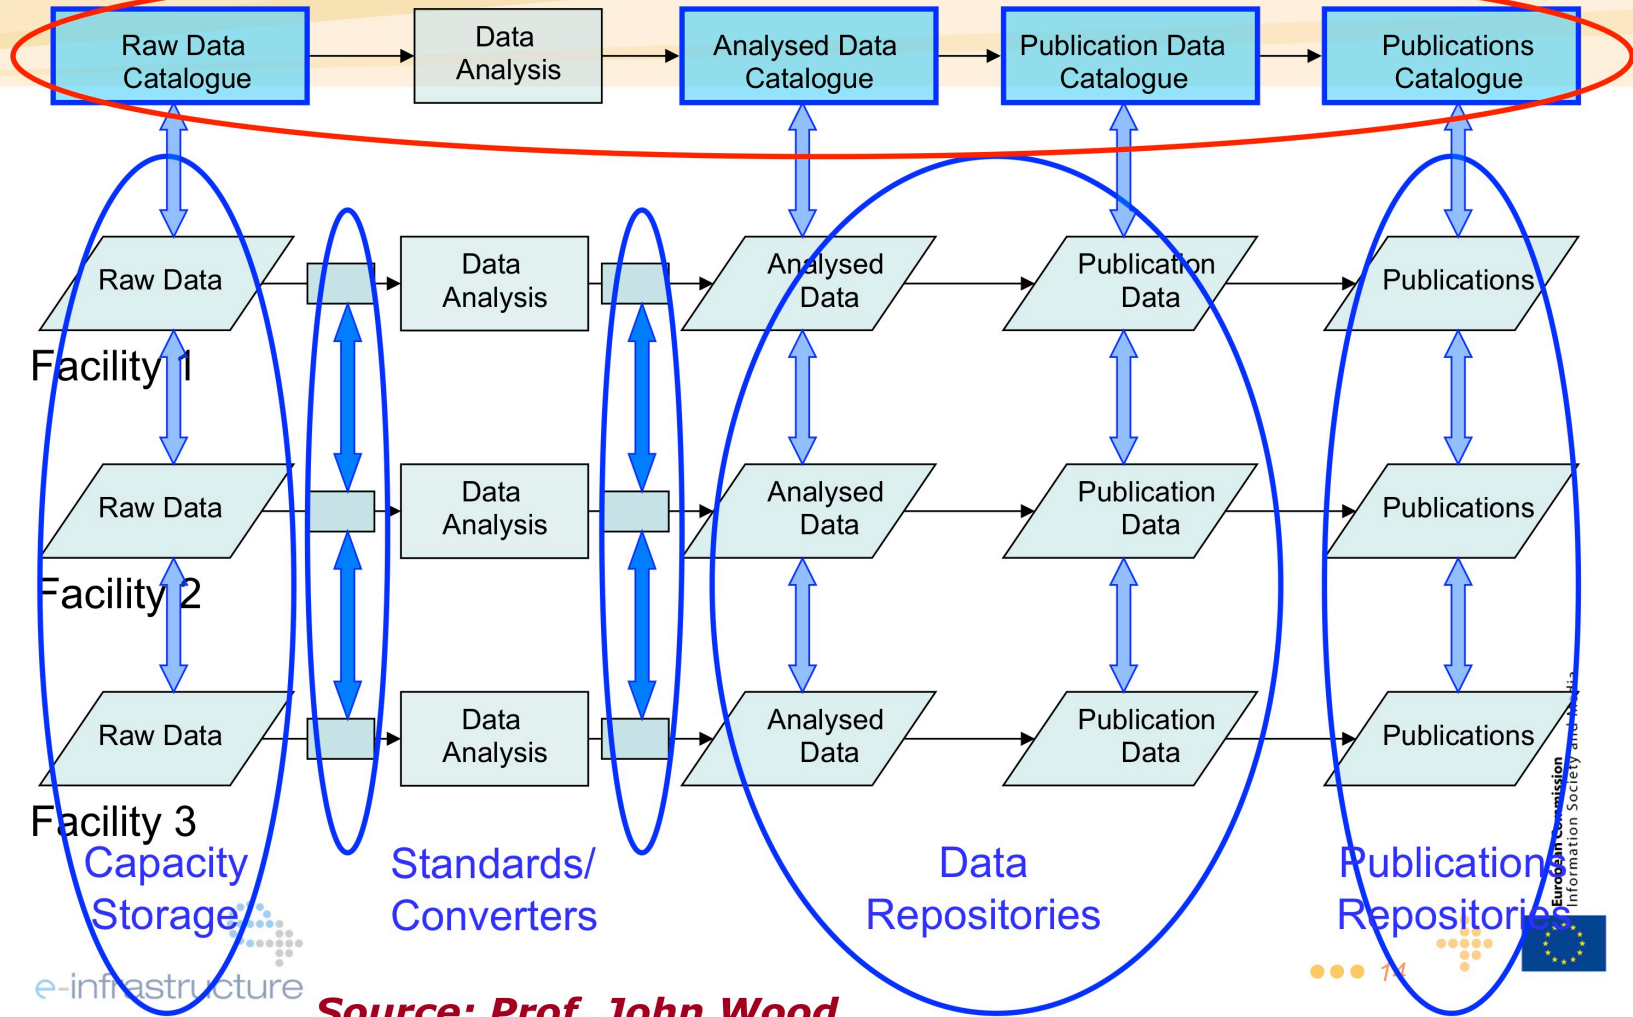 Raw Data
Catalogue
Data
Analysis
Analysed Data
Catalogue
Publication Data
Catalogue
Publications
Catalogue
Raw Data
Data
Analysis
Analysed
Data
Publication
Data
Publications
Facility 1
Raw Data
Data
Analysis
Analysed
Data
Publication
Data
Publications
Facility 2
Raw Data
Data
Analysis
Analysed
Data
Publication
Data
Publications
Facility 3
Capacity
Storage
Standards/
Converters
Data
Repositories
Publications
Repositories
European Commission
Information Society and Media
e-infrastructure
14
Source: Prof. John Wood